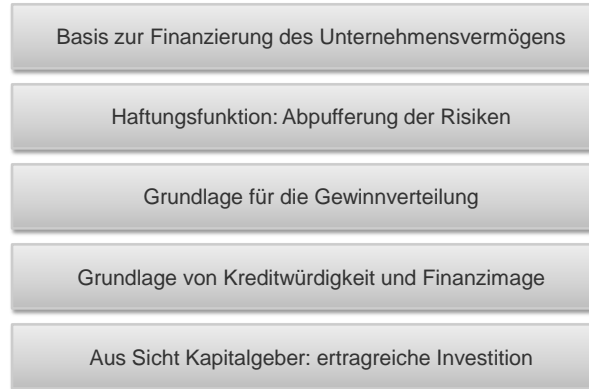 Basis zur Finanzierung des Unternehmensvermögens
Haftungsfunktion: Abpufferung der Risiken
Grundlage für die Gewinnverteilung
Grundlage von Kreditwürdigkeit und Finanzimage
Aus Sicht Kapitalgeber: ertragreiche Investition